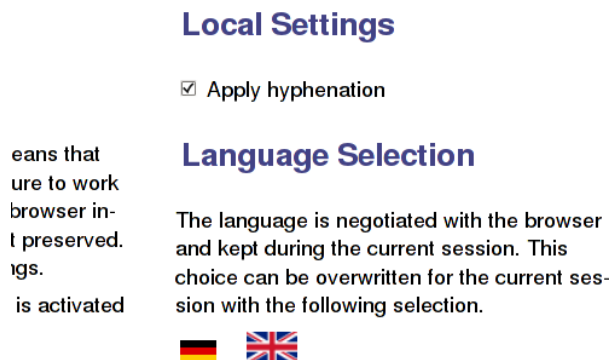 Local Settings
Apply hyphenation
eans that
ure to work
browser in-
t preserved.
ngs.
is activated
Language Selection
The language is negotiated with the browser
and kept during the current session. This
choice can be overwritten for the current ses-
sion with the following selection.